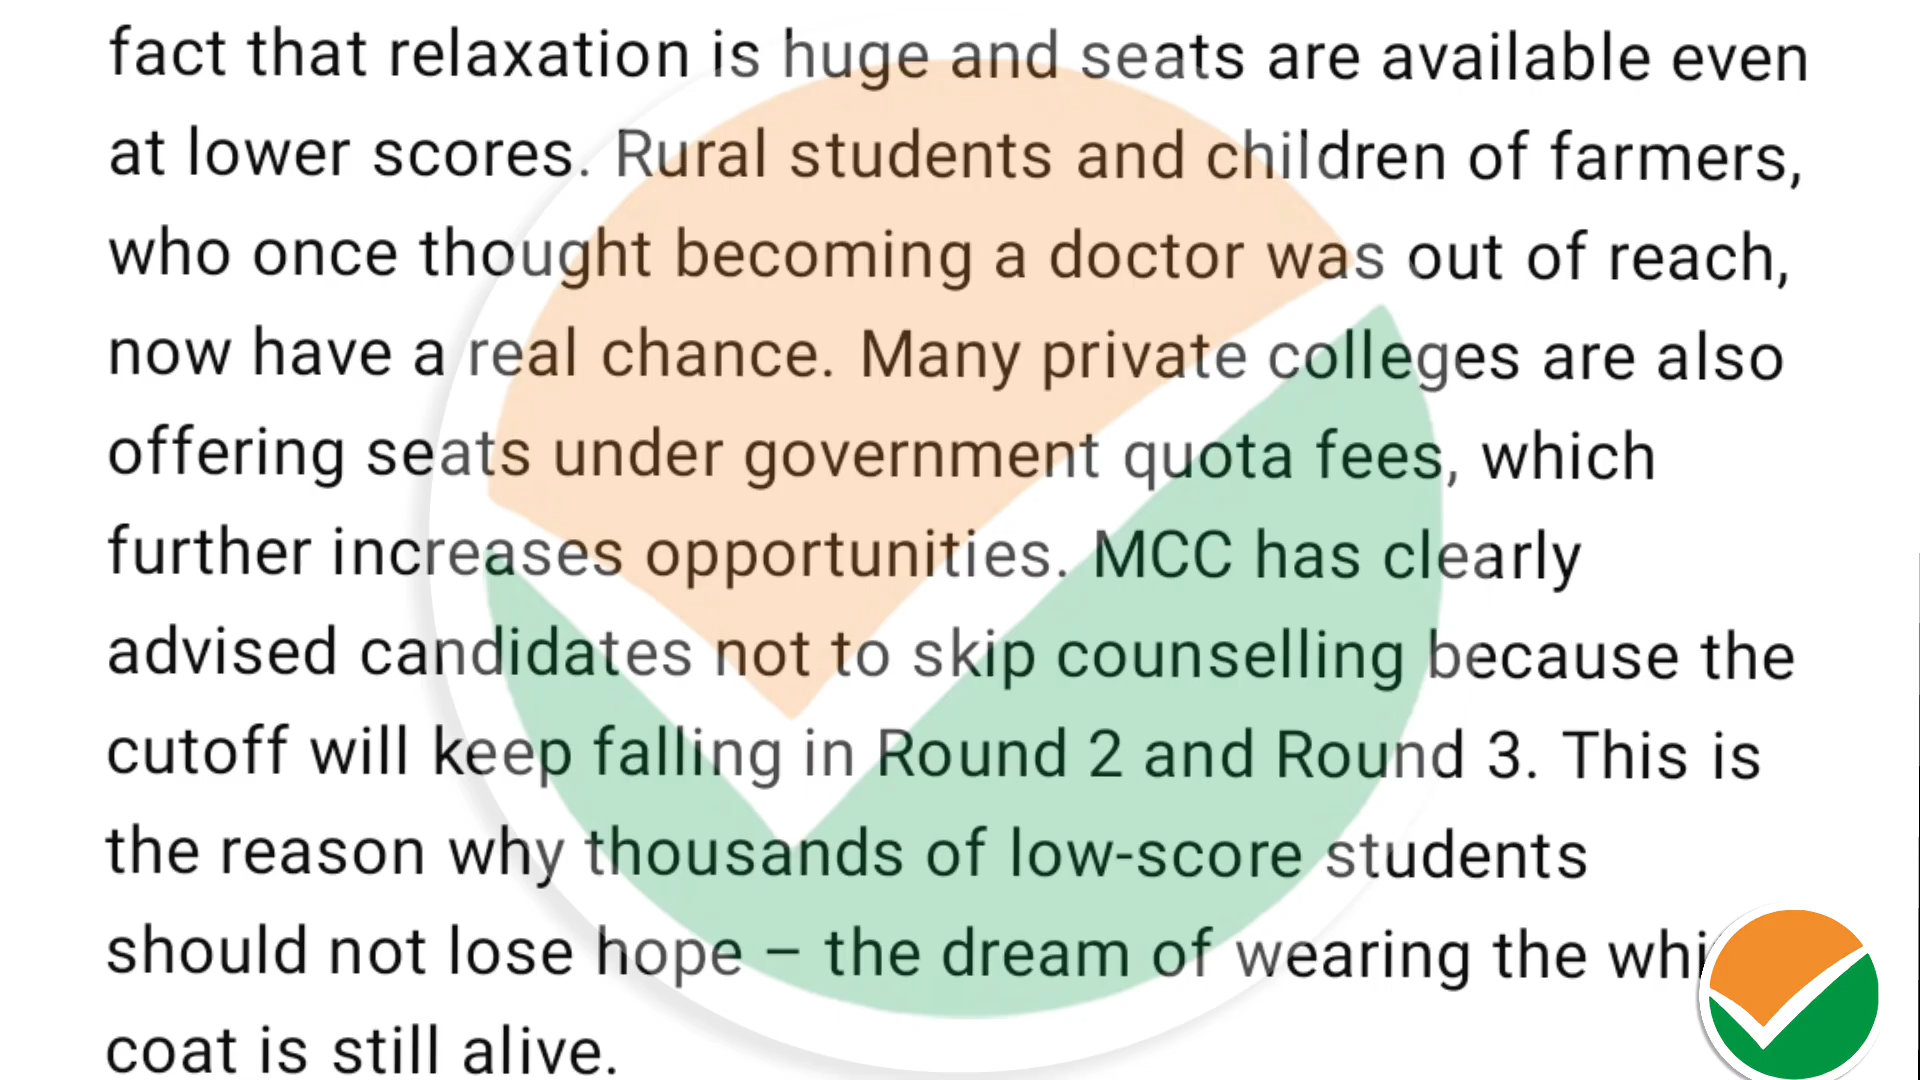 fact that relaxation is huge and seats are available even
at lower scores. Rural students and children of farmers,
who once thought becoming a doctor was out of reach,
now have a real chance. Many private colleges are also
offering seats under government quota fees, which
further increases opportunities. MCC has clearly
advised candidates not to skip counselling because the
cutoff will keep falling in Round 2 and Round 3. This is
the reason why thousands of low-score students
should not lose hope – the dream of wearing the
coat is still alive.